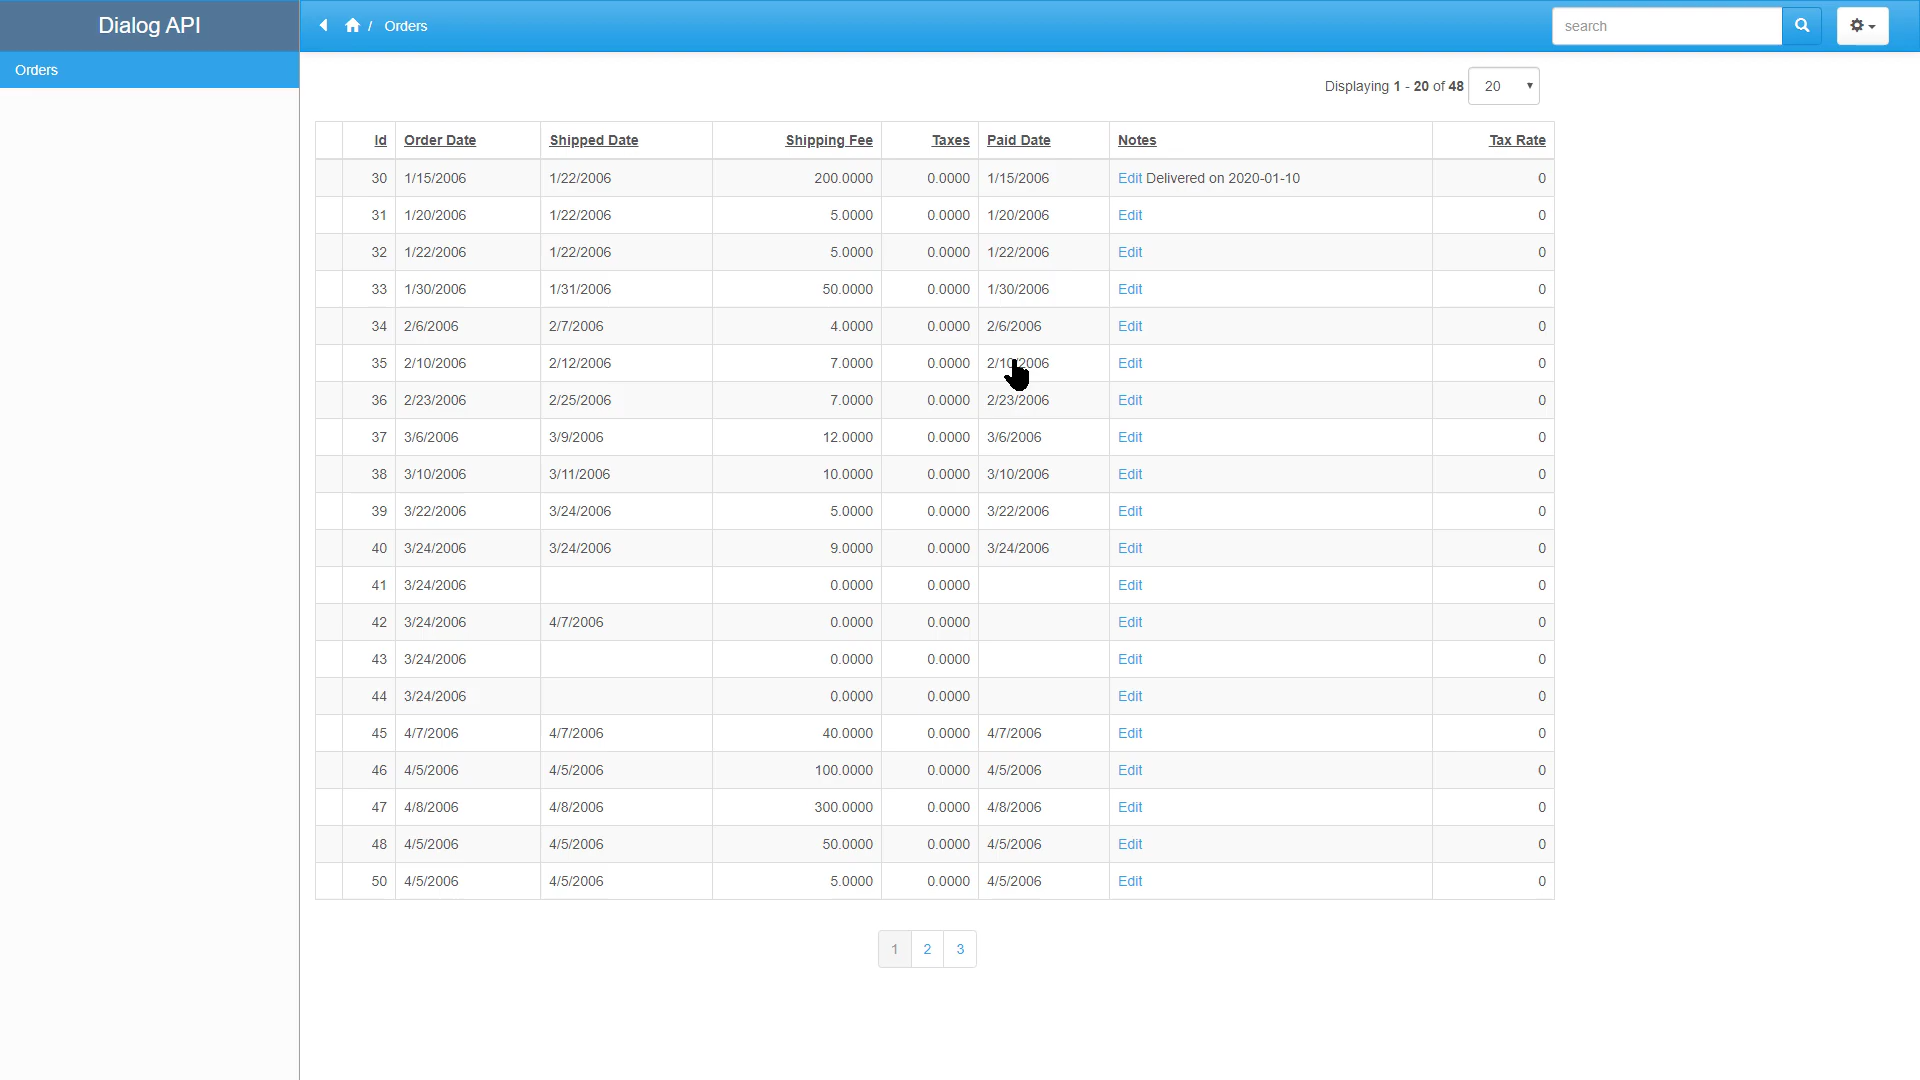 Dialog API
/ Orders
search
Orders
Displaying 1 - 20 of 48 20
Id Order Date Shipped Date Shipping Fee Taxes Paid Date Notes Tax Rate
30 1/15/2006 1/22/2006 200.0000 0.0000 1/15/2006 Edit Delivered on 2020-01-10 0
31 1/20/2006 1/22/2006 5.0000 0.0000 1/20/2006 Edit 0
32 1/22/2006 1/22/2006 5.0000 0.0000 1/22/2006 Edit 0
33 1/30/2006 1/31/2006 50.0000 0.0000 1/30/2006 Edit 0
34 2/6/2006 2/7/2006 4.0000 0.0000 2/6/2006 Edit 0
35 2/10/2006 2/12/2006 7.0000 0.0000 2/10/2006 Edit 0
36 2/23/2006 2/25/2006 7.0000 0.0000 2/23/2006 Edit 0
37 3/6/2006 3/9/2006 12.0000 0.0000 3/6/2006 Edit 0
38 3/10/2006 3/11/2006 10.0000 0.0000 3/10/2006 Edit 0
39 3/22/2006 3/24/2006 5.0000 0.0000 3/22/2006 Edit 0
40 3/24/2006 3/24/2006 9.0000 0.0000 3/24/2006 Edit 0
41 3/24/2006 0.0000 0.0000 Edit 0
42 3/24/2006 4/7/2006 0.0000 0.0000 Edit 0
43 3/24/2006 0.0000 0.0000 Edit 0
44 3/24/2006 0.0000 0.0000 Edit 0
45 4/7/2006 4/7/2006 40.0000 0.0000 4/7/2006 Edit 0
46 4/5/2006 4/5/2006 100.0000 0.0000 4/5/2006 Edit 0
47 4/8/2006 4/8/2006 300.0000 0.0000 4/8/2006 Edit 0
48 4/5/2006 4/5/2006 50.0000 0.0000 4/5/2006 Edit 0
50 4/5/2006 4/5/2006 5.0000 0.0000 4/5/2006 Edit 0
1 2 3